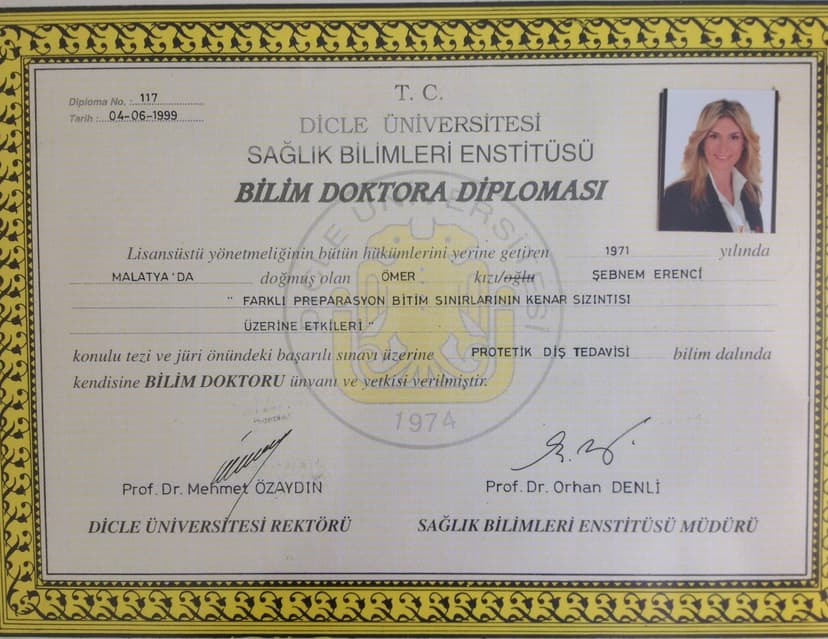 Diploma No. : 117
Tarih : 04-06-1999
T. C.
DİCLE ÜNİVERSİTESİ
SAĞLIK BİLİMLERİ ENSTİTÜSÜ
BİLİM DOKTORA DİPLOMASI
Lisansüstü yönetmeliğinin bütün hükümlerini yerine getiren 1971 yılında
MALATYA'DA doğmuş olan ÖMER kızı/oğlu ŞEBNEM ERENCİ
" FARKLI PREPARASYON BİTİM SINIRLARININ KENAR SIZINTISI
ÜZERİNE ETKİLERİ "
konulu tezi ve jüri önündeki başarılı sınavı üzerine PROTETİK DİŞ TEDAVİSİ bilim dalında
kendisine BİLİM DOKTORU ünvanı ve yetkisi verilmiştir.
DİCLE ÜNİVERSİTESİ
1974
Prof. Dr. Mehmet ÖZAYDIN
Prof. Dr. Orhan DENLİ
DİCLE ÜNİVERSİTESİ REKTÖRÜ
SAĞLIK BİLİMLERİ ENSTİTÜSÜ MÜDÜRÜ